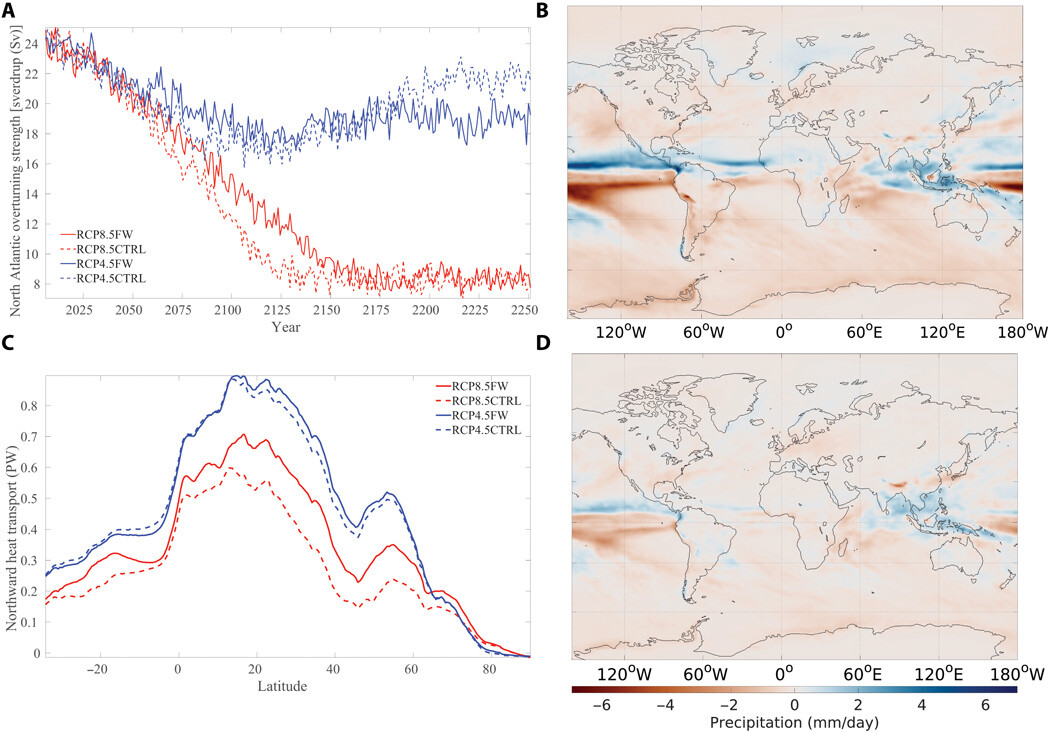 A
North Atlantic overturning strength [sverdrup (Sv)]
24
22
20
18
16
14
12
10
8
RCP8.5FW
RCP8.5CTRL
RCP4.5FW
RCP4.5CTRL
2025 2050 2075 2100 2125 2150 2175 2200 2225 2250
Year
B
120°W 60°W 0° 60°E 120°E 180°W
C
Northward heat transport (PW)
0.8
0.7
0.6
0.5
0.4
0.3
0.2
0.1
0
RCP8.5FW
RCP8.5CTRL
RCP4.5FW
RCP4.5CTRL
−20 0 20 40 60 80
Latitude
D
120°W 60°W 0° 60°E 120°E 180°W
−6 −4 −2 0 2 4 6
Precipitation (mm/day)